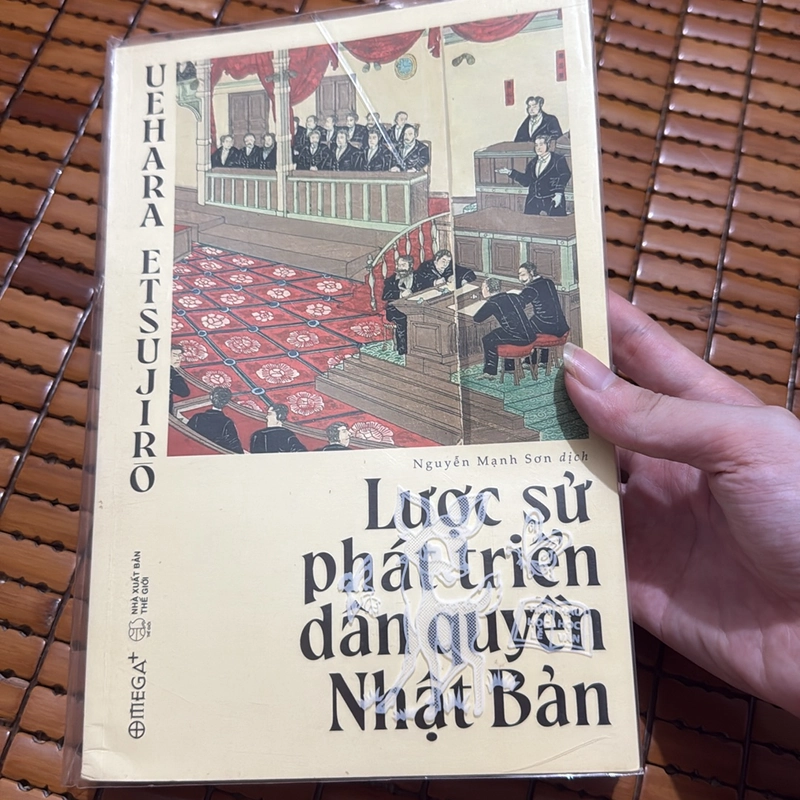 UEHARA ETSUJIRŌ
Nguyễn Mạnh Sơn dịch
Lược sử
phát triển
dân quyền
Nhật Bản
OMEGA+
NHÀ XUẤT BẢN
THẾ GIỚI